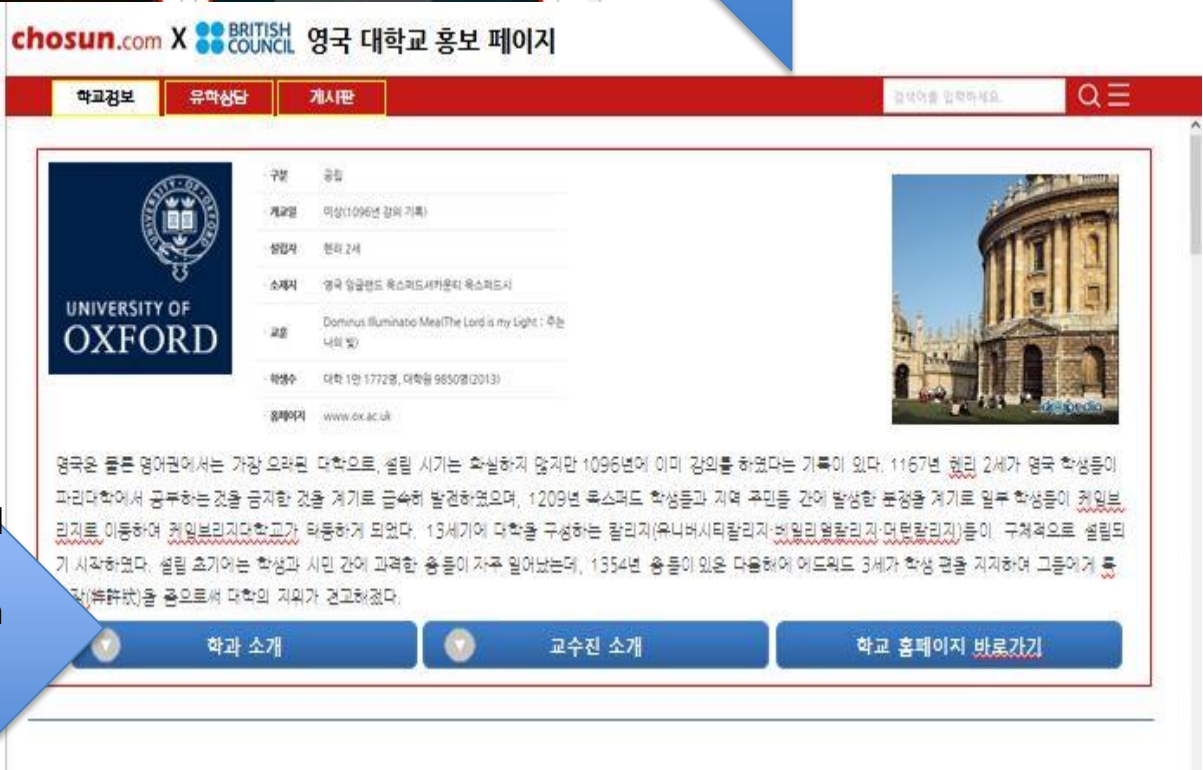 chosun.com X BRITISH COUNCIL 영국 대학교 홍보 페이지
학교정보 유학상담 게시판 검색어를 입력하세요.
UNIVERSITY OF
OXFORD
구분 공립
개교일 미상(1096년 강의 기록)
설립자 헨리 2세
소재지 영국 잉글랜드 옥스퍼드셔카운티 옥스퍼드시
교훈 Dominus Illuminatio Mea(The Lord is my Light : 주는
나의 빛)
학생수 대학 1만 1772명, 대학원 9850명(2013)
홈페이지 www.ox.ac.uk
영국은 물론 영어권에서는 가장 오래된 대학으로, 설립 시기는 확실하지 않지만 1096년에 이미 강의를 하였다는 기록이 있다. 1167년 헨리 2세가 영국 학생들이
파리대학에서 공부하는 것을 금지한 것을 계기로 급속히 발전하였으며, 1209년 옥스퍼드 학생들과 지역 주민들 간에 발생한 분쟁을 계기로 일부 학생들이 케임브
리지로 이동하여 케임브리지대학교가 탄생하게 되었다. 13세기에 대학을 구성하는 칼리지(유니버시티칼리지·베일리얼칼리지·머턴칼리지)들이 구체적으로 설립되
기 시작하였다. 설립 초기에는 학생과 시민 간에 과격한 충돌이 자주 일어났는데, 1354년 충돌이 있은 다음해에 에드워드 3세가 학생 편을 지지하여 그들에게 특
(特許狀)을 줌으로써 대학의 지위가 견고해졌다.
학과 소개 교수진 소개 학교 홈페이지 바로가기